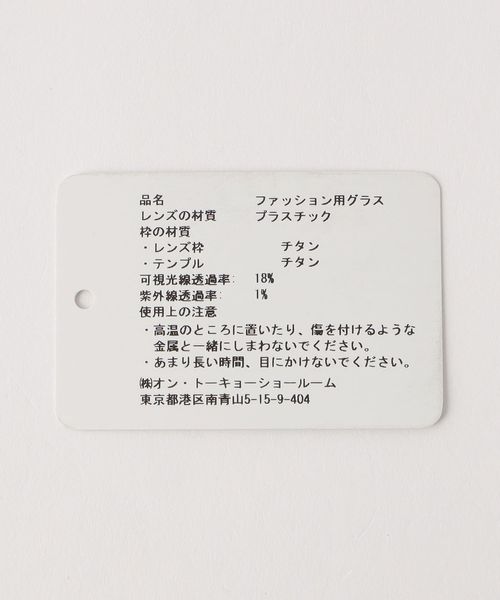 品名 ファッション用グラス
レンズの材質 プラスチック
枠の材質
・レンズ枠 チタン
・テンプル チタン
可視光線透過率: 18%
紫外線透過率: 1%
使用上の注意
・高温のところに置いたり、傷を付けるような
金属と一緒にしまわないでください。
・あまり長い時間、目にかけないでください。
㈱オン・トーキョーショールーム
東京都港区南青山5-15-9-404